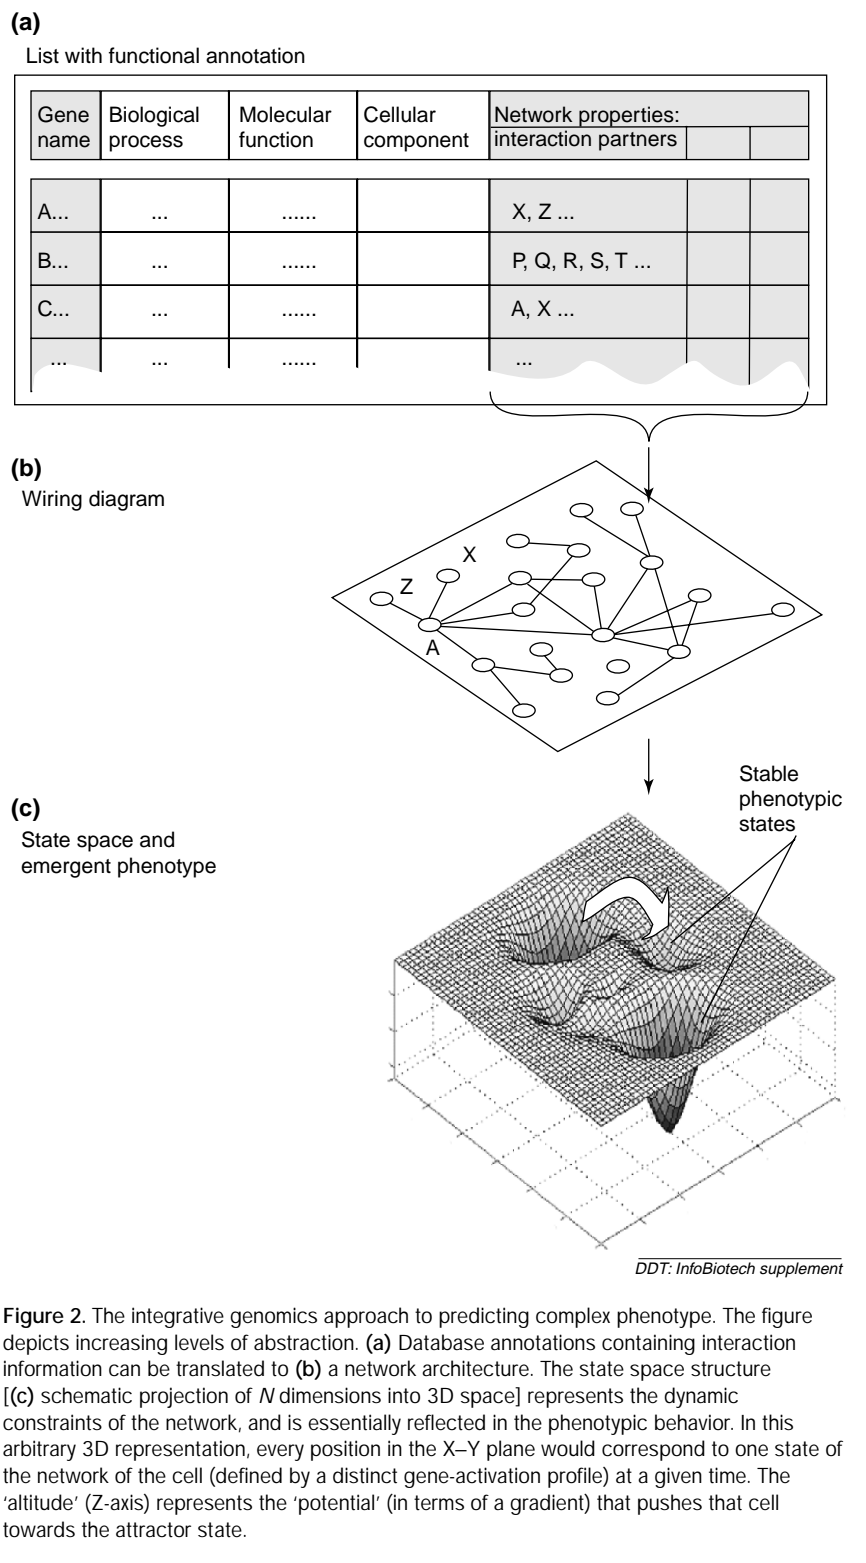 (a)
List with functional annotation
Gene name
Biological process
Molecular function
Cellular component
Network properties:
interaction partners
A... ... ...... X, Z ...
B... ... ...... P, Q, R, S, T ...
C... ... ...... A, X ...
... ... ...... ...
(b)
Wiring diagram
X
Z
A
(c)
State space and
emergent phenotype
Stable
phenotypic
states
DDT: InfoBiotech supplement
Figure 2. The integrative genomics approach to predicting complex phenotype. The figure
depicts increasing levels of abstraction. (a) Database annotations containing interaction
information can be translated to (b) a network architecture. The state space structure
[(c) schematic projection of N dimensions into 3D space] represents the dynamic
constraints of the network, and is essentially reflected in the phenotypic behavior. In this
arbitrary 3D representation, every position in the X–Y plane would correspond to one state of
the network of the cell (defined by a distinct gene-activation profile) at a given time. The
‘altitude’ (Z-axis) represents the ‘potential’ (in terms of a gradient) that pushes that cell
towards the attractor state.